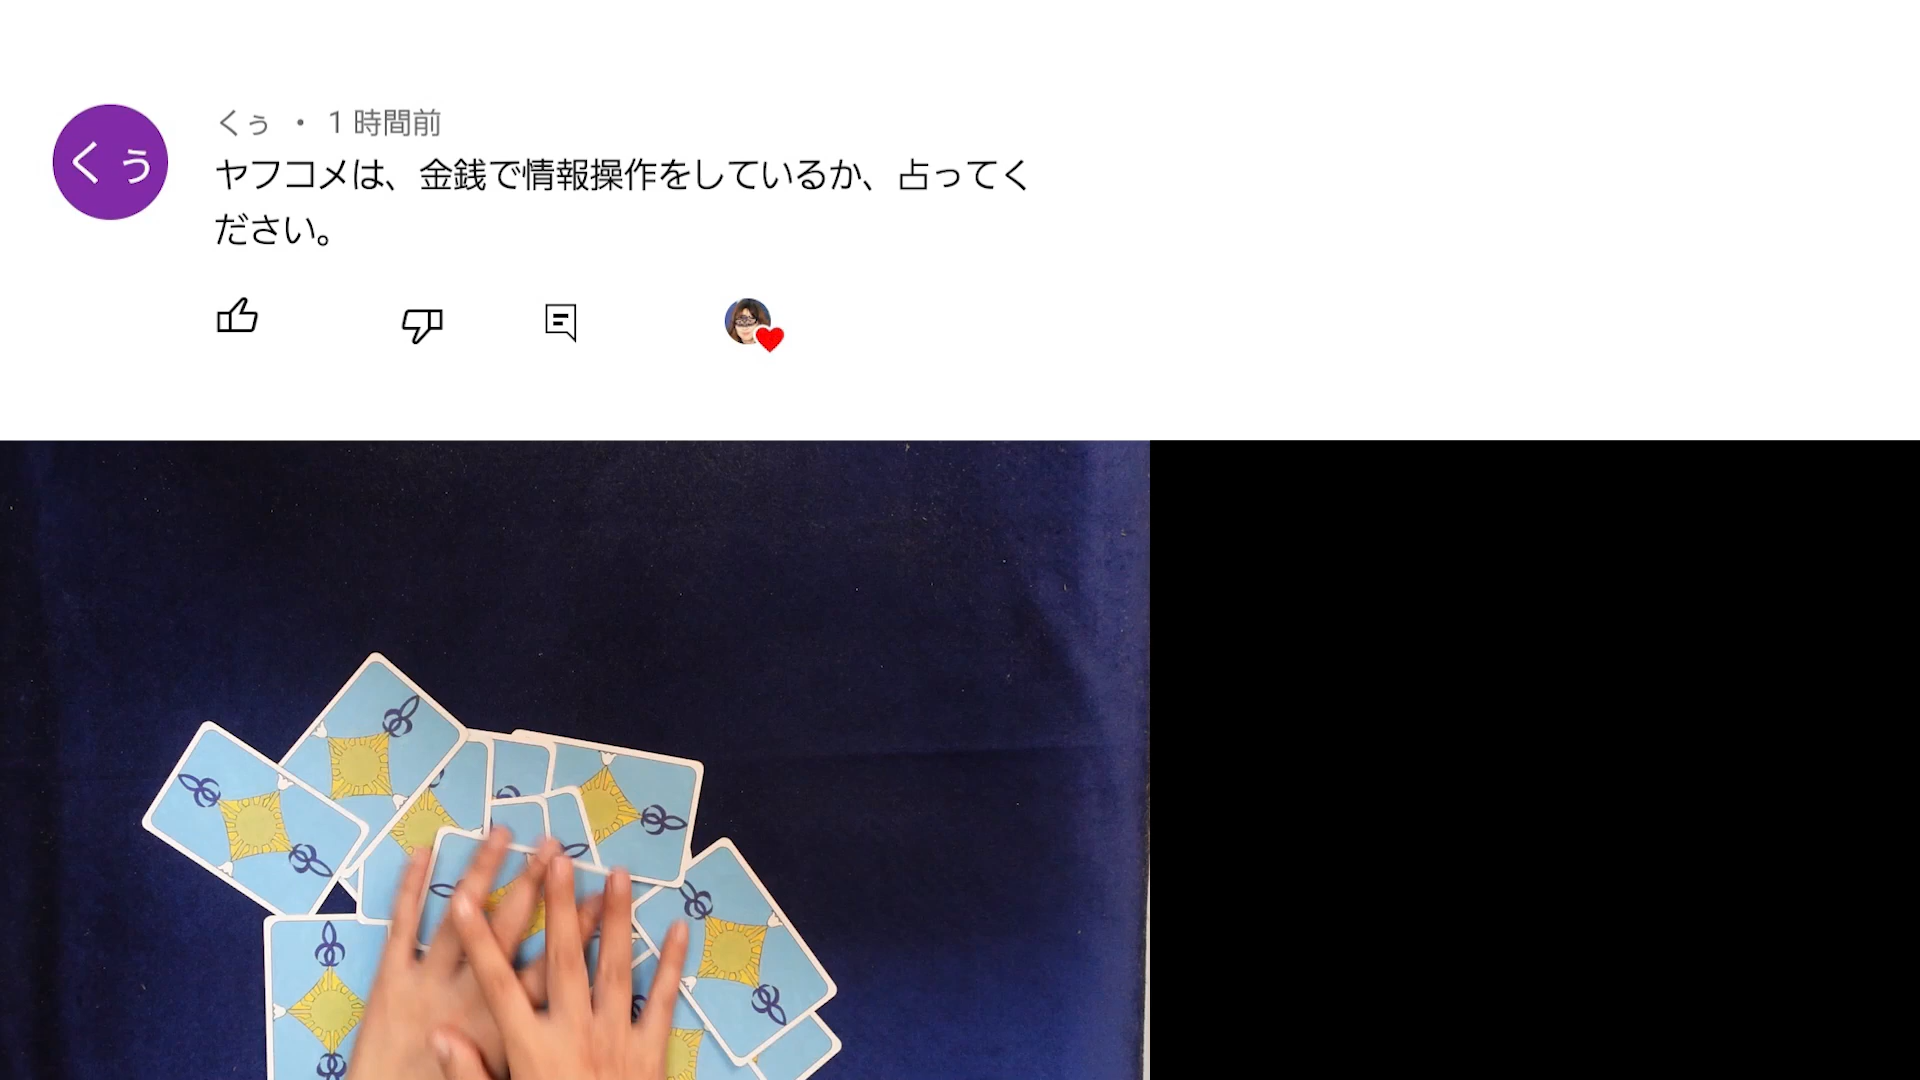 くぅ
くぅ ・ 1 時間前
ヤフコメは、金銭で情報操作をしているか、占ってく
ださい。